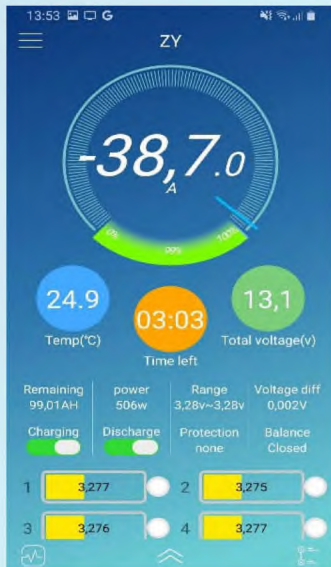 13:53 G
ZY
-38,7.0
A
0% 99% 100%
24.9
Temp(°C)
03:03
Time left
13,1
Total voltage(v)
Remaining power Range Voltage diff
99,01AH 506w 3,28v~3,28v 0,002V
Charging Discharge Protection Balance
none Closed
1 3,277 2 3,275
3 3,276 4 3,277